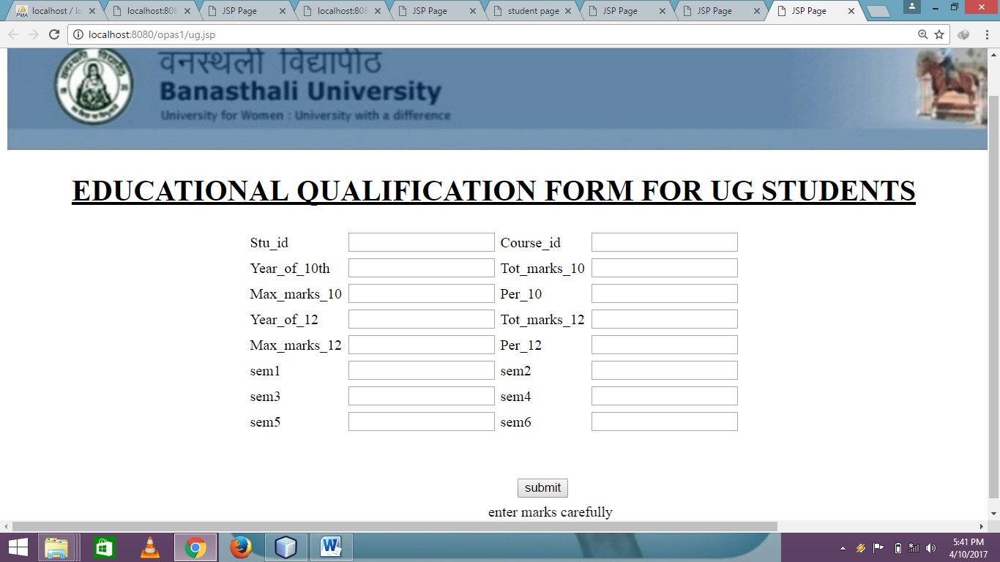 localhost / lo
localhost:808
JSP Page
localhost:808
JSP Page
student page
JSP Page
JSP Page
JSP Page
localhost:8080/opas1/ug.jsp
वनस्थली विद्यापीठ
Banasthali University
University for Women : University with a difference
EDUCATIONAL QUALIFICATION FORM FOR UG STUDENTS
Stu_id Course_id
Year_of_10th Tot_marks_10
Max_marks_10 Per_10
Year_of_12 Tot_marks_12
Max_marks_12 Per_12
sem1 sem2
sem3 sem4
sem5 sem6
submit
enter marks carefully
5:41 PM
4/10/2017